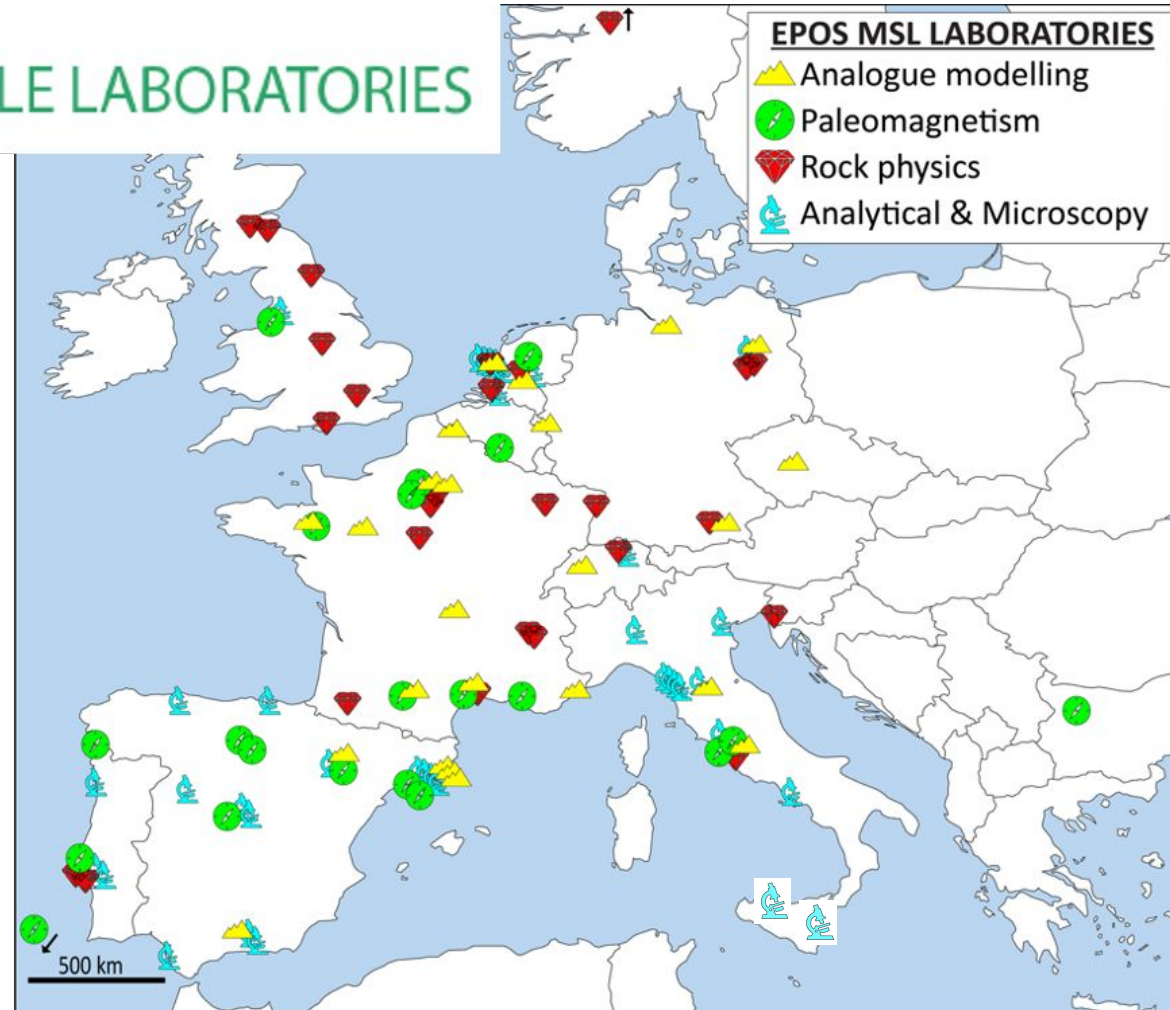 LE LABORATORIES
EPOS MSL LABORATORIES
Analogue modelling
Paleomagnetism
Rock physics
Analytical & Microscopy
500 km